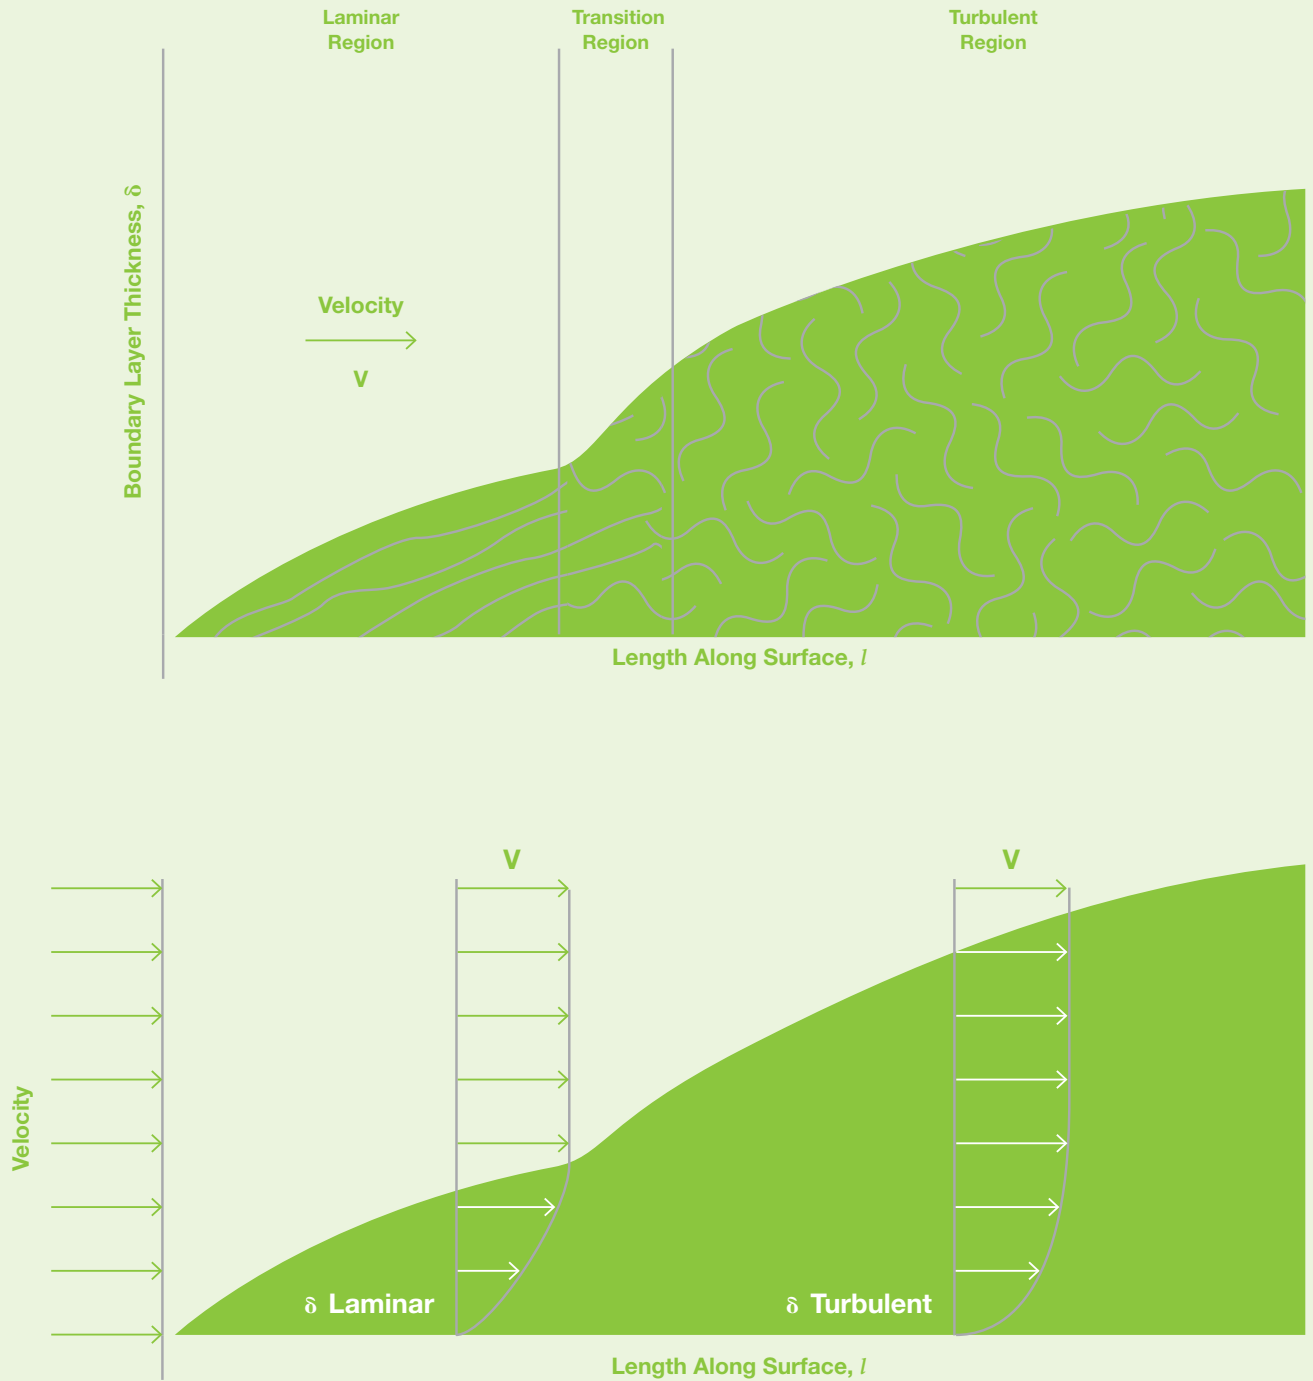 Laminar
Region
Transition
Region
Turbulent
Region
Boundary Layer Thickness, δ
Velocity
V
Length Along Surface, l
V
V
Velocity
δ Laminar
δ Turbulent
Length Along Surface, l